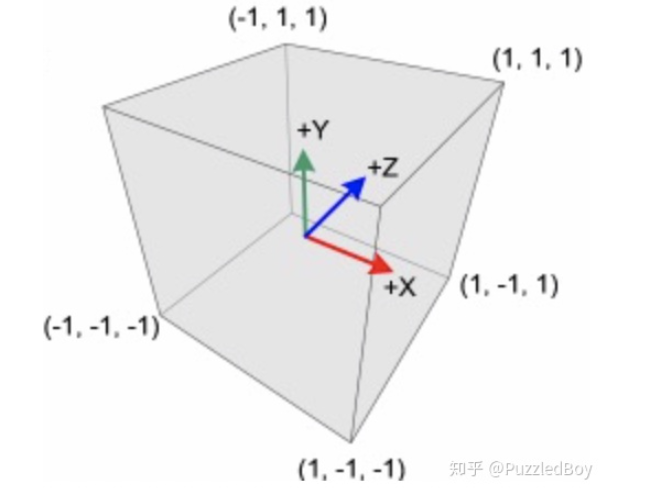 (-1, 1, 1)
(1, 1, 1)
+Y
+Z
+X
(1, -1, 1)
(-1, -1, -1)
(1, -1, -1)
知乎 @PuzzledBoy